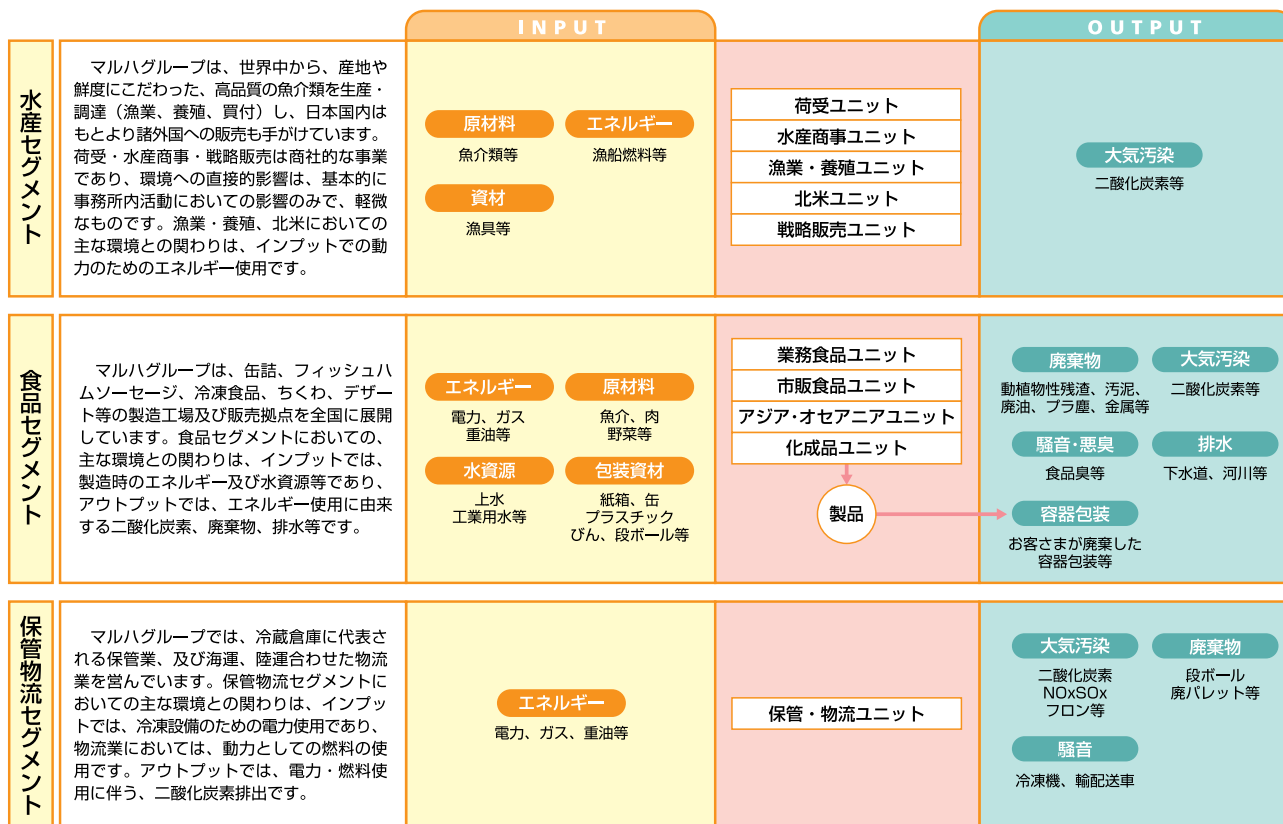 INPUT
OUTPUT
水産セグメント
マルハグループは、世界中から、産地や
鮮度にこだわった、高品質の魚介類を生産・
調達（漁業、養殖、買付）し、日本国内は
もとより諸外国への販売も手がけています。
荷受・水産商事・戦略販売は商社的な事業
であり、環境への直接的影響は、基本的に
事務所内活動においての影響のみで、軽微
なものです。漁業・養殖、北米においての
主な環境との関わりは、インプットでの動
力のためのエネルギー使用です。
原材料
魚介類等
エネルギー
漁船燃料等
資材
漁具等
荷受ユニット
水産商事ユニット
漁業・養殖ユニット
北米ユニット
戦略販売ユニット
大気汚染
二酸化炭素等
食品セグメント
マルハグループは、缶詰、フィッシュハ
ムソーセージ、冷凍食品、ちくわ、デザー
ト等の製造工場及び販売拠点を全国に展開
しています。食品セグメントにおいての、
主な環境との関わりは、インプットでは、
製造時のエネルギー及び水資源等であり、
アウトプットでは、エネルギー使用に由来
する二酸化炭素、廃棄物、排水等です。
エネルギー
電力、ガス
重油等
原材料
魚介、肉
野菜等
水資源
上水
工業用水等
包装資材
紙箱、缶
プラスチック
びん、段ボール等
業務食品ユニット
市販食品ユニット
アジア・オセアニアユニット
化成品ユニット
製品
廃棄物
動植物性残渣、汚泥、
廃油、プラ塵、金属等
大気汚染
二酸化炭素等
騒音・悪臭
食品臭等
排水
下水道、河川等
容器包装
お客さまが廃棄した
容器包装等
保管物流セグメント
マルハグループでは、冷蔵倉庫に代表さ
れる保管業、及び海運、陸運合わせた物流
業を営んでいます。保管物流セグメントに
おいての主な環境との関わりは、インプッ
トでは、冷凍設備のための電力使用であり、
物流業においては、動力としての燃料の使
用です。アウトプットでは、電力・燃料使
用に伴う、二酸化炭素排出です。
エネルギー
電力、ガス、重油等
保管・物流ユニット
大気汚染
二酸化炭素
NOxSOx
フロン等
廃棄物
段ボール
廃パレット等
騒音
冷凍機、輸配送車